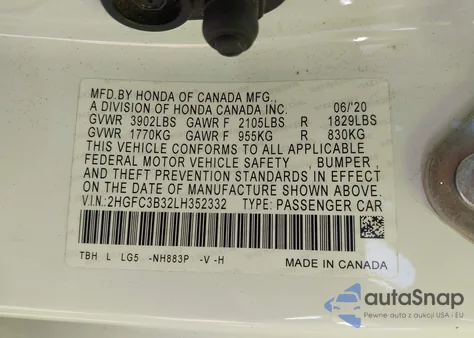 MFD.BY HONDA OF CANADA MFG.,
A DIVISION OF HONDA CANADA INC. 06/'20
GVWR 3902LBS GAWR F 2105LBS R 1829LBS
GVWR 1770KG GAWR F 955KG R 830KG
THIS VEHICLE CONFORMS TO ALL APPLICABLE
FEDERAL MOTOR VEHICLE SAFETY , BUMPER ,
AND THEFT PREVENTION STANDARDS IN EFFECT
ON THE DATE OF MANUFACTURE SHOWN ABOVE.
V.I.N.:2HGFC3B32LH352332 TYPE: PASSENGER CAR
TBH L LG5 -NH883P -V -H
MADE IN CANADA
autoSnap
Pewne auta z aukcji USA i EU